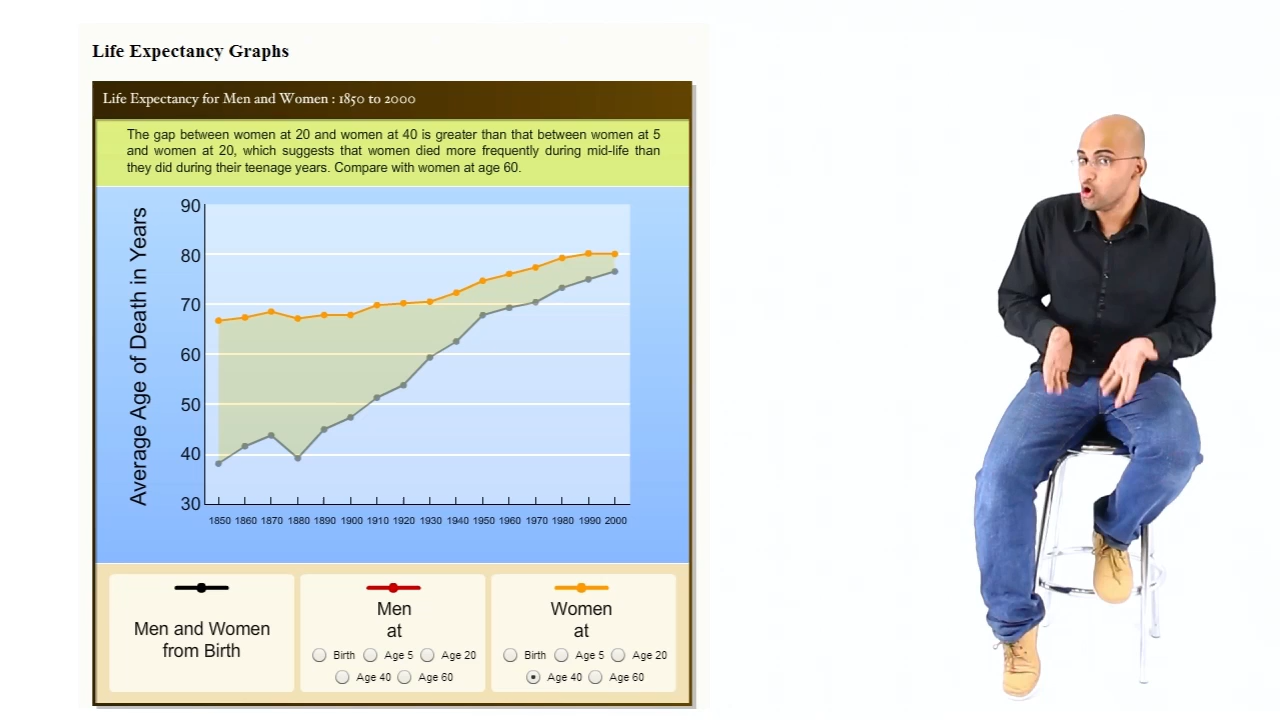 Life Expectancy Graphs
Life Expectancy for Men and Women : 1850 to 2000
The gap between women at 20 and women at 40 is greater than that between women at 5
and women at 20, which suggests that women died more frequently during mid-life than
they did during their teenage years. Compare with women at age 60.
Average Age of Death in Years
90
80
70
60
50
40
30
1850 1860 1870 1880 1890 1900 1910 1920 1930 1940 1950 1960 1970 1980 1990 2000
Men and Women
from Birth
Men
at
Birth Age 5 Age 20
Age 40 Age 60
Women
at
Birth Age 5 Age 20
Age 40 Age 60